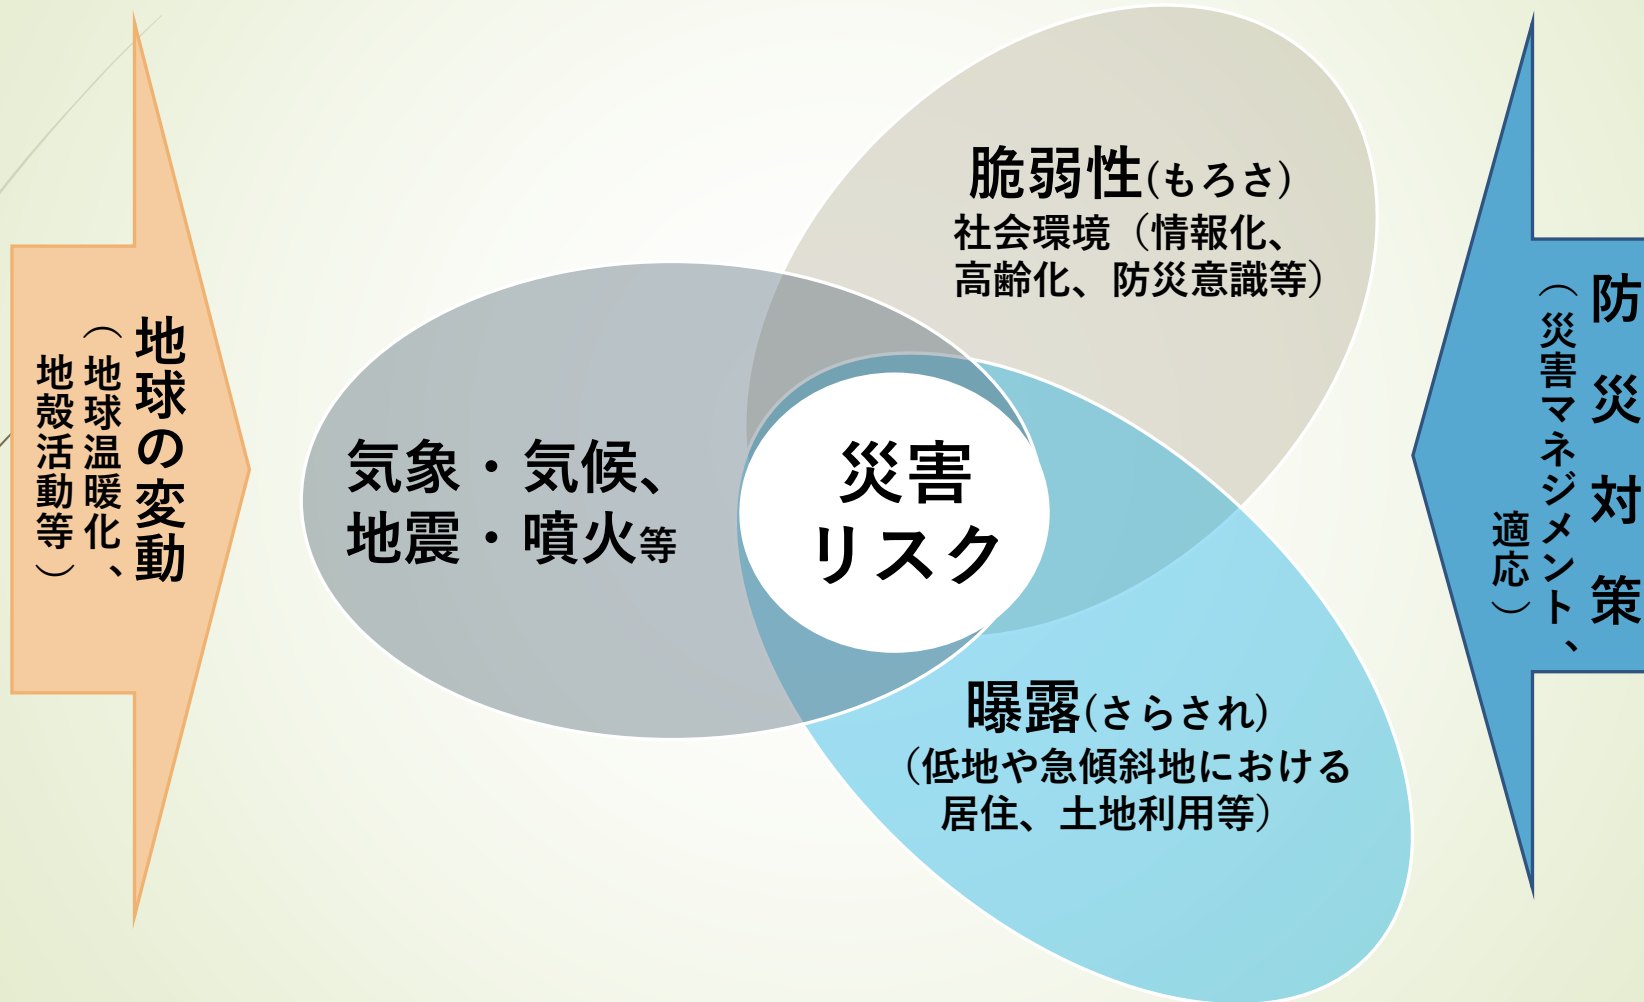 地球の変動
（地球温暖化、
地殻活動等）
気象・気候、
地震・噴火等
災害
リスク
脆弱性(もろさ)
社会環境（情報化、
高齢化、防災意識等）
曝露(さらされ)
（低地や急傾斜地における
居住、土地利用等）
防災対策
（災害マネジメント、
適応）